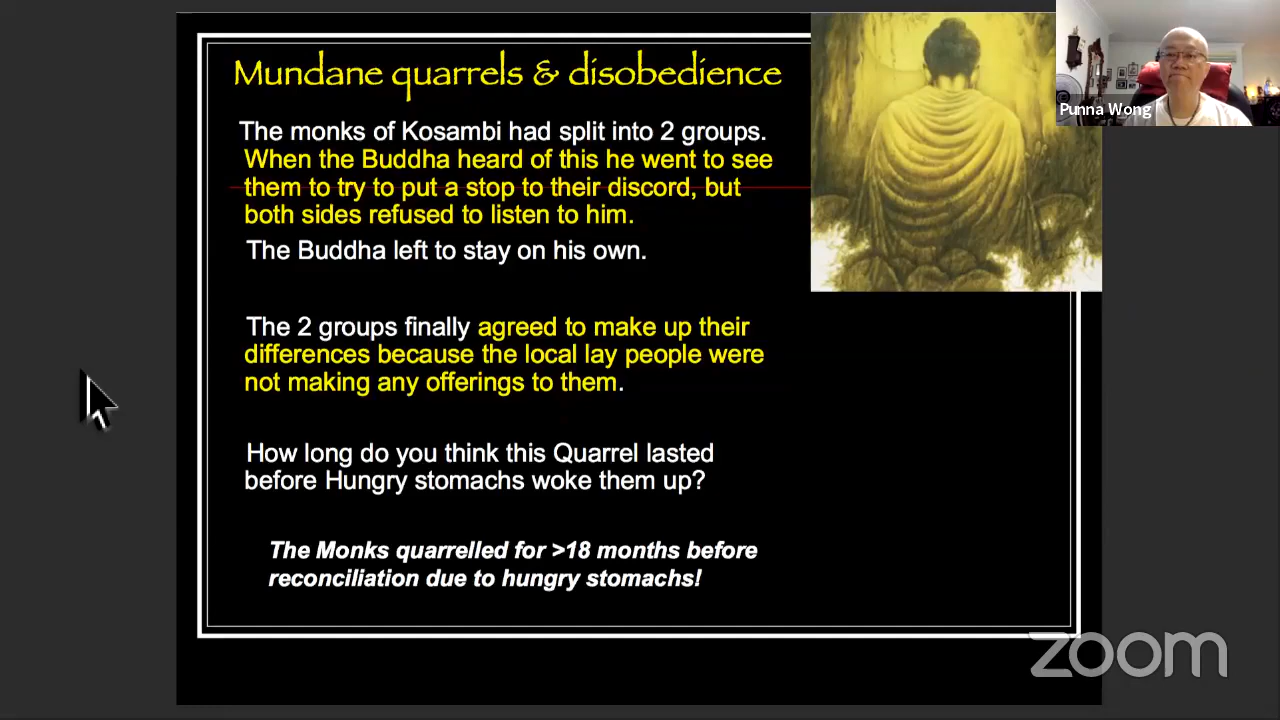 Mundane quarrels & disobedience
The monks of Kosambi had split into 2 groups.
When the Buddha heard of this he went to see
them to try to put a stop to their discord, but
both sides refused to listen to him.
The Buddha left to stay on his own.
The 2 groups finally agreed to make up their
differences because the local lay people were
not making any offerings to them.
How long do you think this Quarrel lasted
before Hungry stomachs woke them up?
The Monks quarrelled for >18 months before
reconciliation due to hungry stomachs!
Punna Wong
zoom